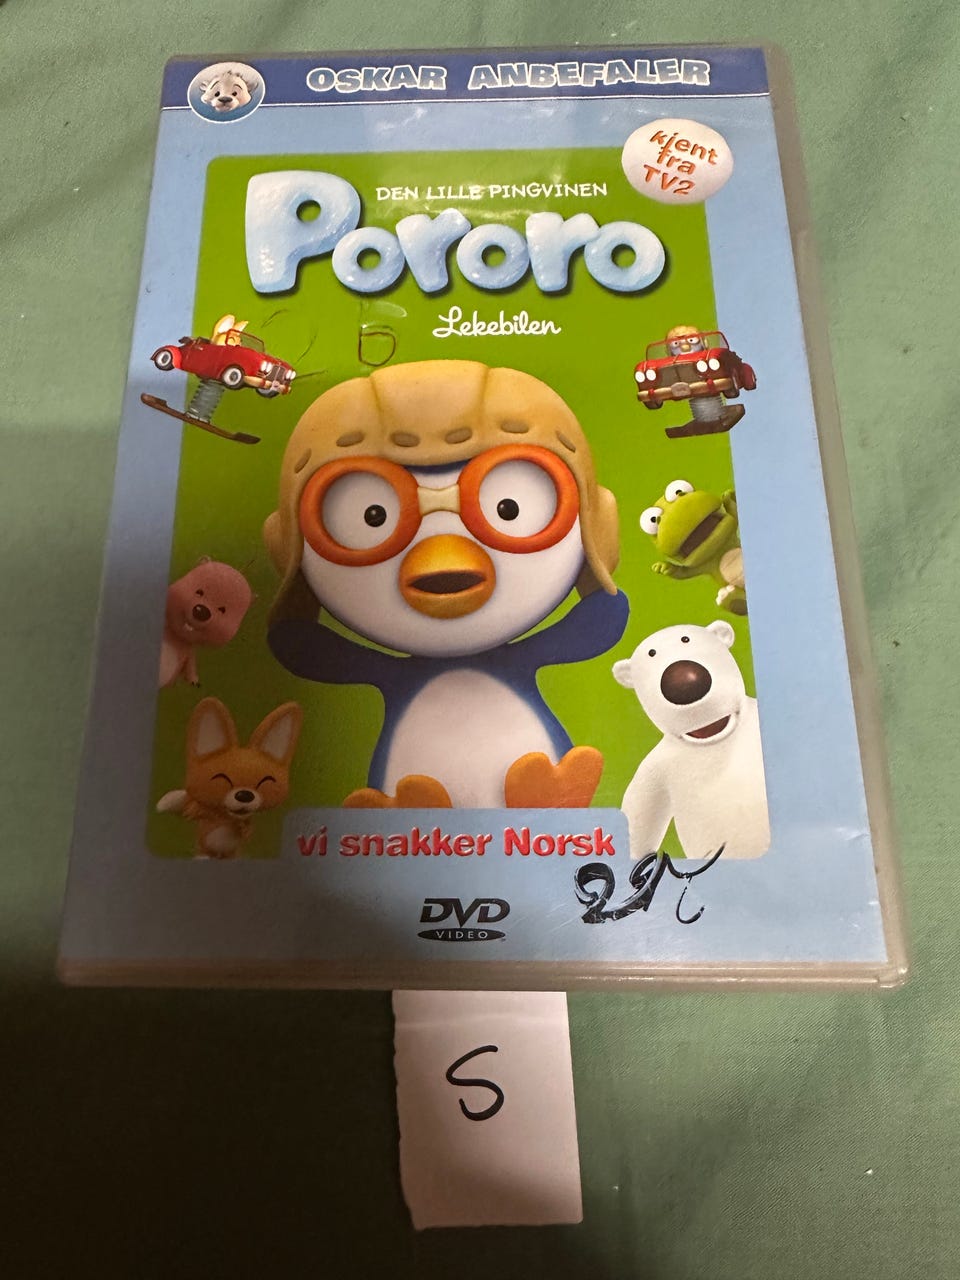 OSKAR ANBEFALER
kjent
fra
TV2
DEN LILLE PINGVINEN
Pororo
Lekebilen
vi snakker Norsk
DVD
VIDEO
S